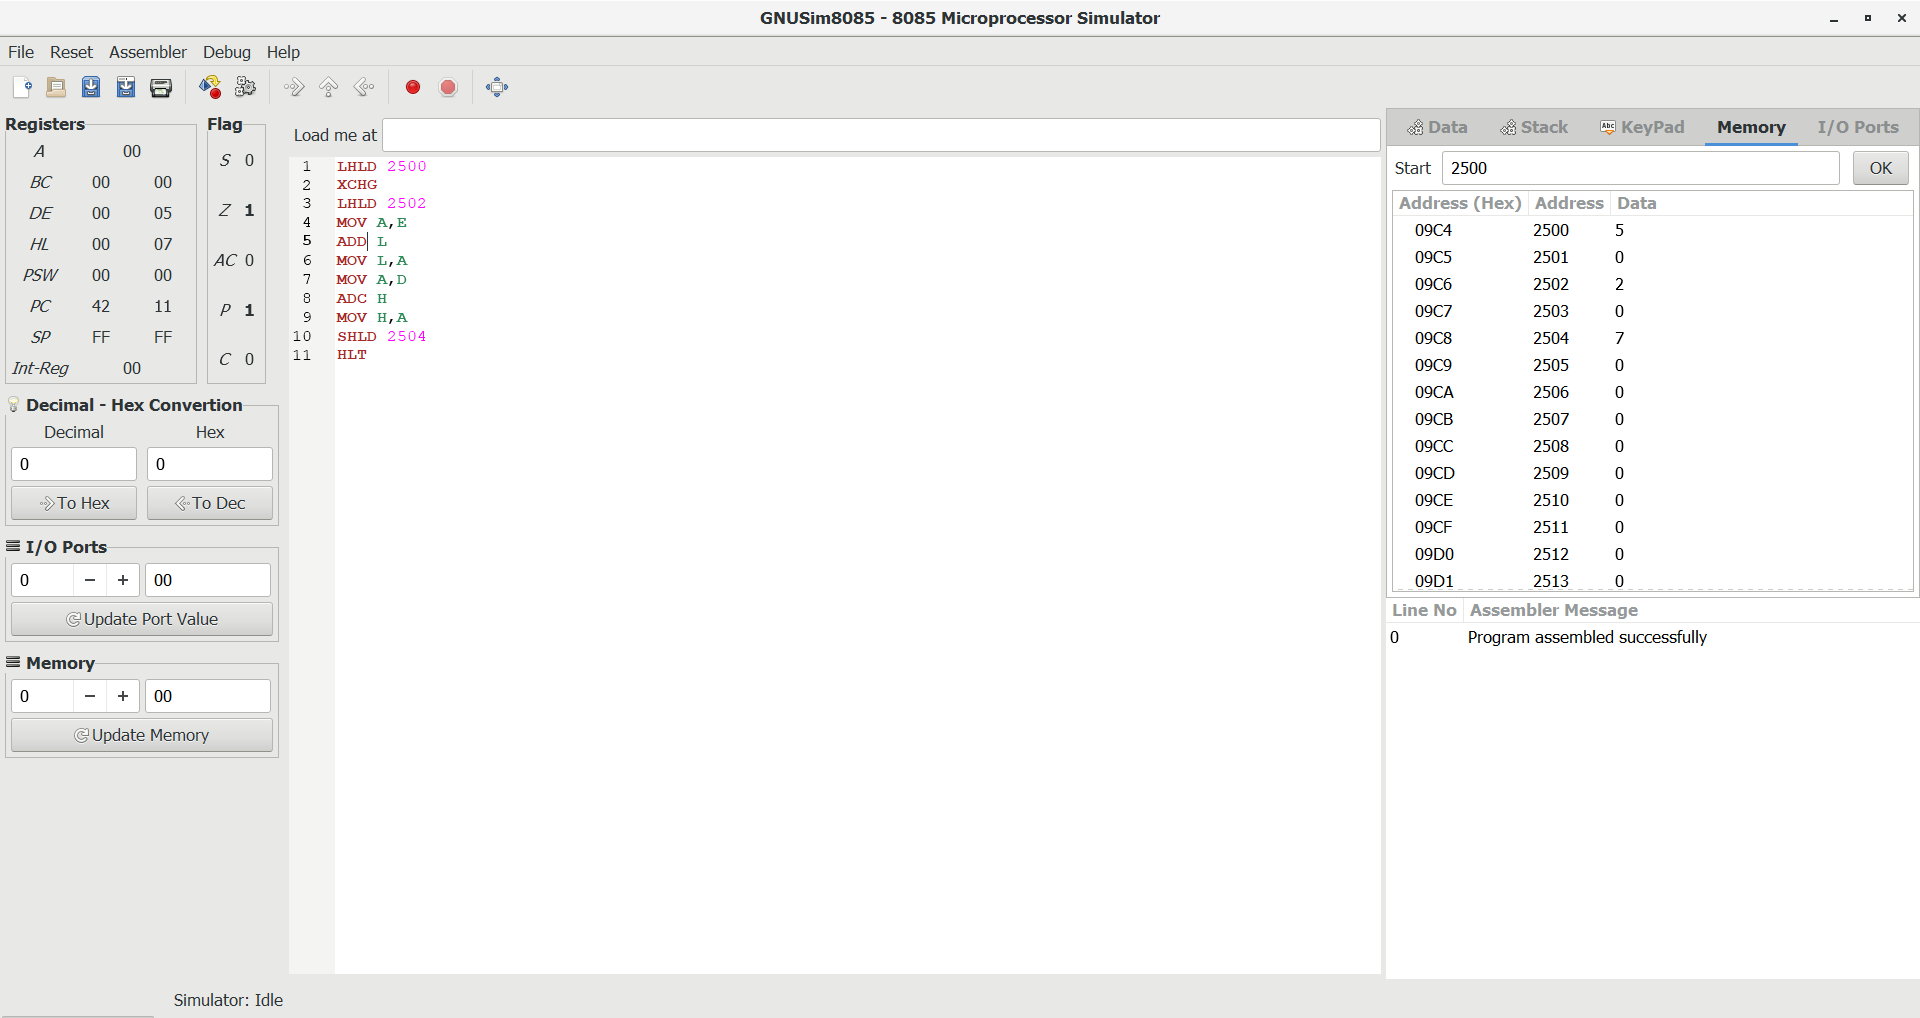 GNUSim8085 - 8085 Microprocessor Simulator
File Reset Assembler Debug Help
Registers
A 00
BC 00 00
DE 00 05
HL 00 07
PSW 00 00
PC 42 11
SP FF FF
Int-Reg 00
Flag
S 0
Z 1
AC 0
P 1
C 0
Decimal - Hex Convertion
Decimal Hex
0 0
To Hex To Dec
I/O Ports
0 − + 00
Update Port Value
Memory
0 − + 00
Update Memory
Load me at
1 LHLD 2500
2 XCHG
3 LHLD 2502
4 MOV A,E
5 ADD L
6 MOV L,A
7 MOV A,D
8 ADC H
9 MOV H,A
10 SHLD 2504
11 HLT
Data Stack Abc KeyPad Memory I/O Ports
Start 2500 OK
Address (Hex) Address Data
09C4 2500 5
09C5 2501 0
09C6 2502 2
09C7 2503 0
09C8 2504 7
09C9 2505 0
09CA 2506 0
09CB 2507 0
09CC 2508 0
09CD 2509 0
09CE 2510 0
09CF 2511 0
09D0 2512 0
09D1 2513 0
Line No Assembler Message
0 Program assembled successfully
Simulator: Idle